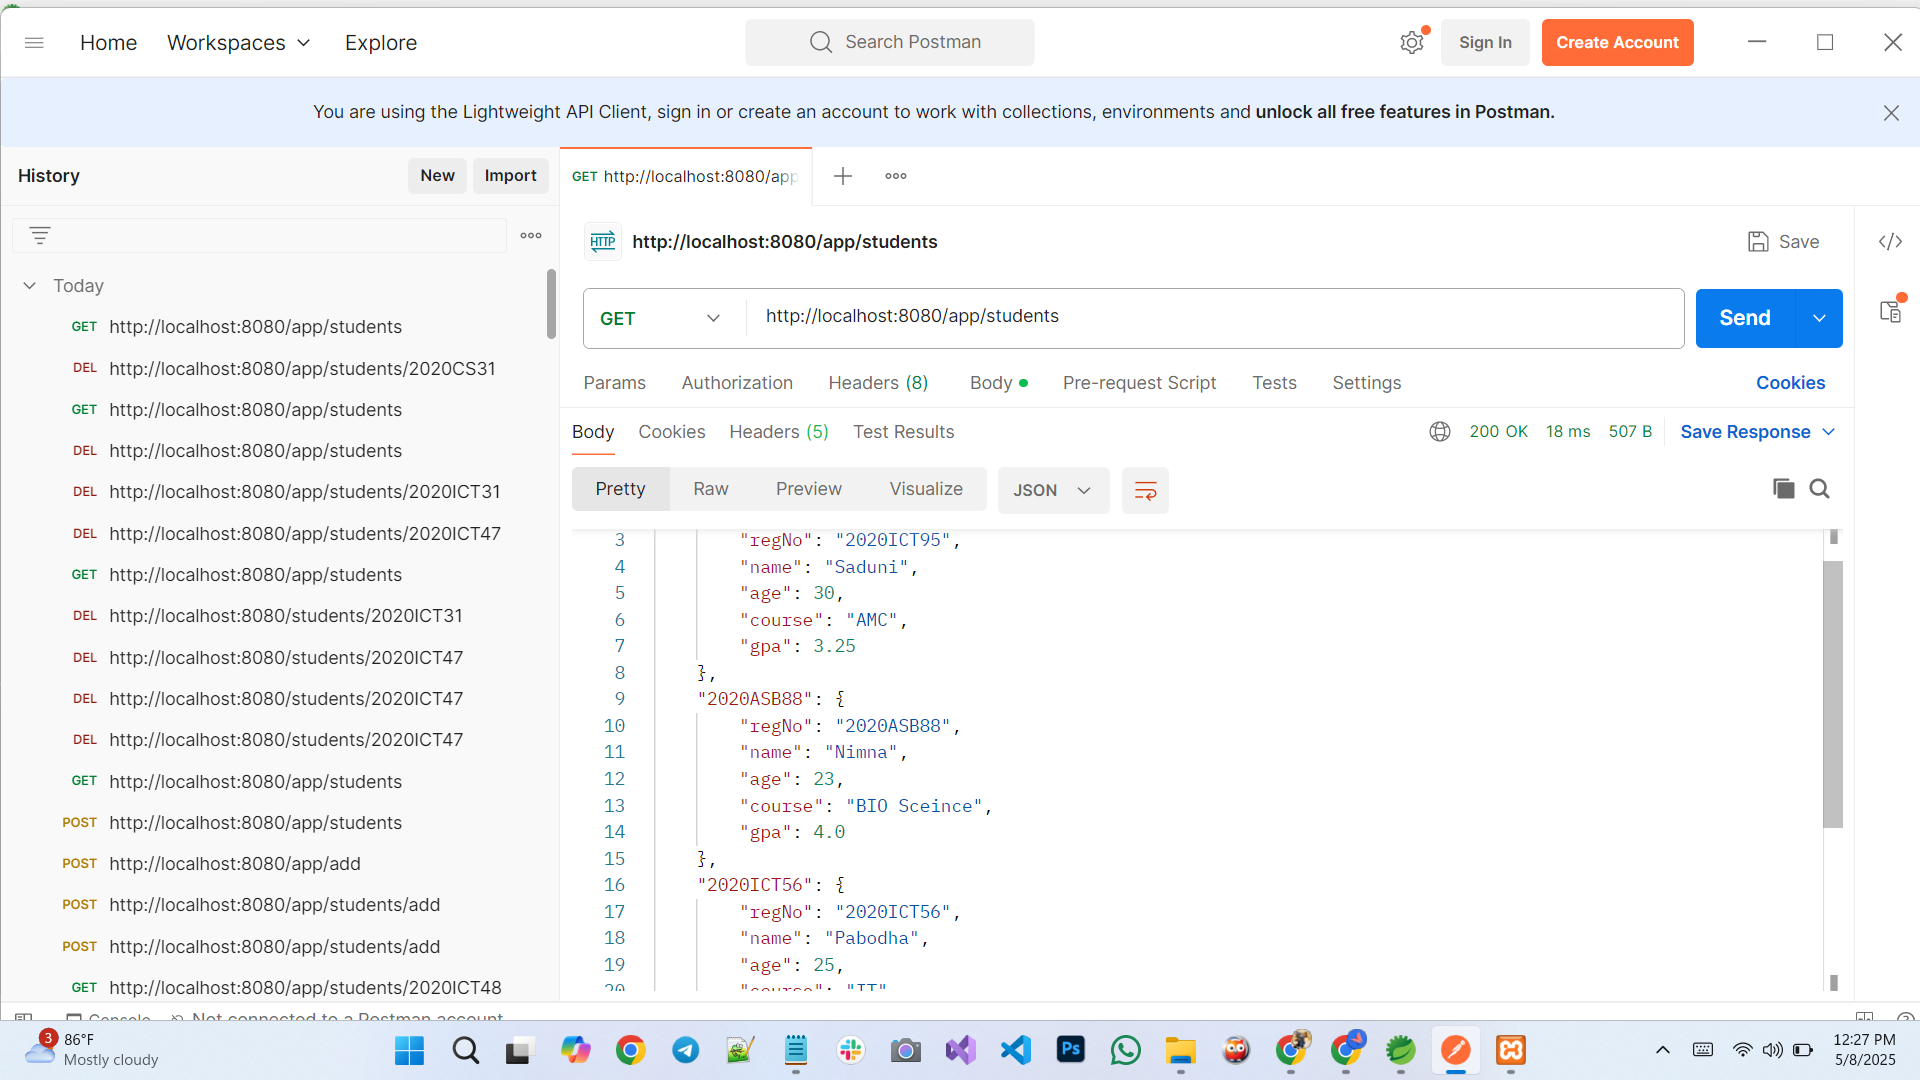 Home Workspaces Explore Search Postman Sign In Create Account
You are using the Lightweight API Client, sign in or create an account to work with collections, environments and unlock all free features in Postman.
History New Import
Today
GET http://localhost:8080/app/students
DEL http://localhost:8080/app/students/2020CS31
GET http://localhost:8080/app/students
DEL http://localhost:8080/app/students
DEL http://localhost:8080/app/students/2020ICT31
DEL http://localhost:8080/app/students/2020ICT47
GET http://localhost:8080/app/students
DEL http://localhost:8080/students/2020ICT31
DEL http://localhost:8080/students/2020ICT47
DEL http://localhost:8080/students/2020ICT47
DEL http://localhost:8080/students/2020ICT47
GET http://localhost:8080/app/students
POST http://localhost:8080/app/students
POST http://localhost:8080/app/add
POST http://localhost:8080/app/students/add
POST http://localhost:8080/app/students/add
GET http://localhost:8080/app/students/2020ICT48
GET http://localhost:8080/app
HTTP http://localhost:8080/app/students Save </>
GET http://localhost:8080/app/students Send
Params Authorization Headers (8) Body Pre-request Script Tests Settings Cookies
Body Cookies Headers (5) Test Results 200 OK 18 ms 507 B Save Response
Pretty Raw Preview Visualize JSON
3 "regNo": "2020ICT95",
4 "name": "Saduni",
5 "age": 30,
6 "course": "AMC",
7 "gpa": 3.25
8 },
9 "2020ASB88": {
10 "regNo": "2020ASB88",
11 "name": "Nimna",
12 "age": 23,
13 "course": "BIO Sceince",
14 "gpa": 4.0
15 },
16 "2020ICT56": {
17 "regNo": "2020ICT56",
18 "name": "Pabodha",
19 "age": 25,
20 "course": "IT"
Console Not connected to a Postman account
3 86°F
Mostly cloudy
Ps
12:27 PM
5/8/2025